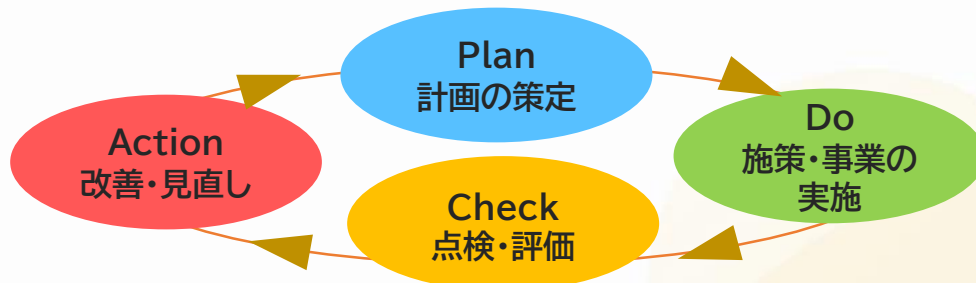 Plan
計画の策定
Do
施策・事業の
実施
Check
点検・評価
Action
改善・見直し